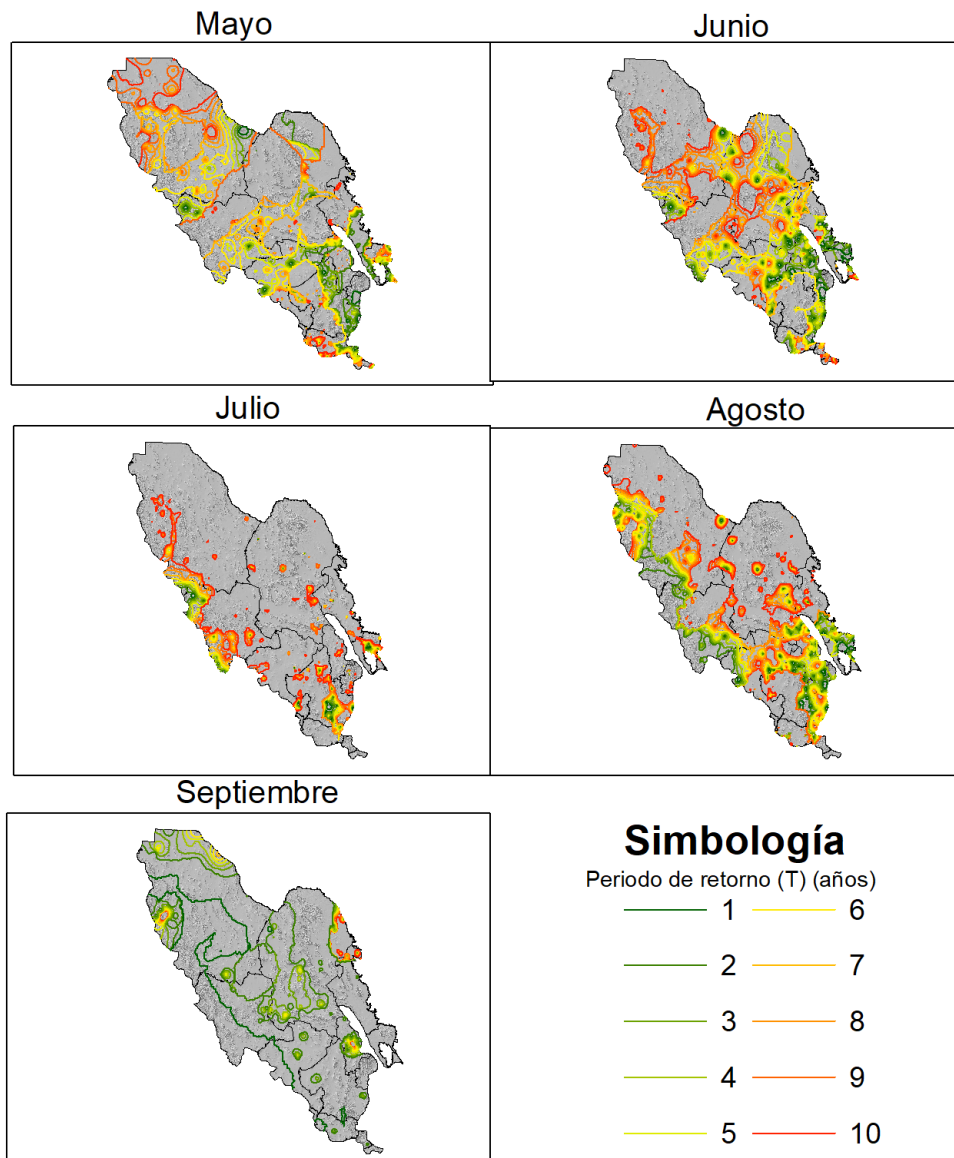 Mayo
Junio
Julio
Agosto
Septiembre
Simbología
Periodo de retorno (T) (años)
1 6
2 7
3 8
4 9
5 10